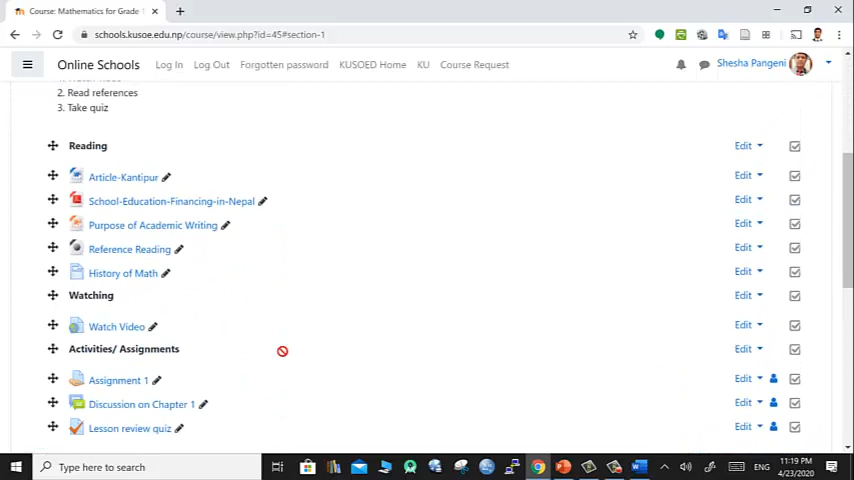 Course: Mathematics for Grade
schools.kusoe.edu.np/course/view.php?id=45#section-1
Online Schools Log In Log Out Forgotten password KUSOED Home KU Course Request Shesha Pangeni
2. Read references
3. Take quiz
Reading Edit
Article-Kantipur Edit
School-Education-Financing-in-Nepal Edit
Purpose of Academic Writing Edit
Reference Reading Edit
History of Math Edit
Watching Edit
Watch Video Edit
Activities/ Assignments Edit
Assignment 1 Edit
Discussion on Chapter 1 Edit
Lesson review quiz Edit
Type here to search ENG 11:19 PM
4/23/2020